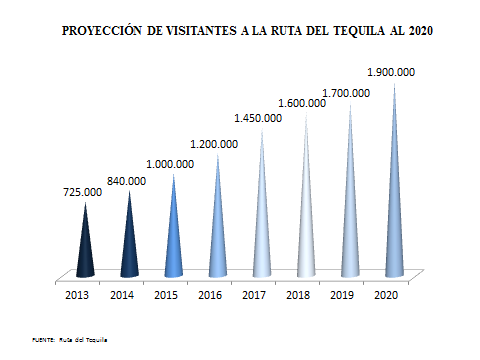 PROYECCIÓN DE VISITANTES A LA RUTA DEL TEQUILA AL 2020
1.900.000
1.700.000
1.600.000
1.450.000
1.200.000
1.000.000
840.000
725.000
2013 2014 2015 2016 2017 2018 2019 2020
FUENTE: Ruta del Tequila